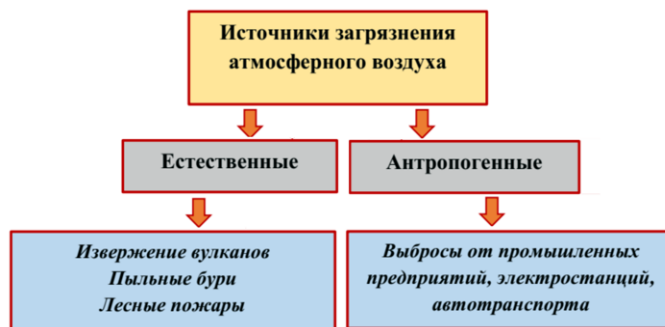 Источники загрязнения
атмосферного воздуха
Естественные
Антропогенные
Извержение вулканов
Пыльные бури
Лесные пожары
Выбросы от промышленных
предприятий, электростанций,
автотранспорта